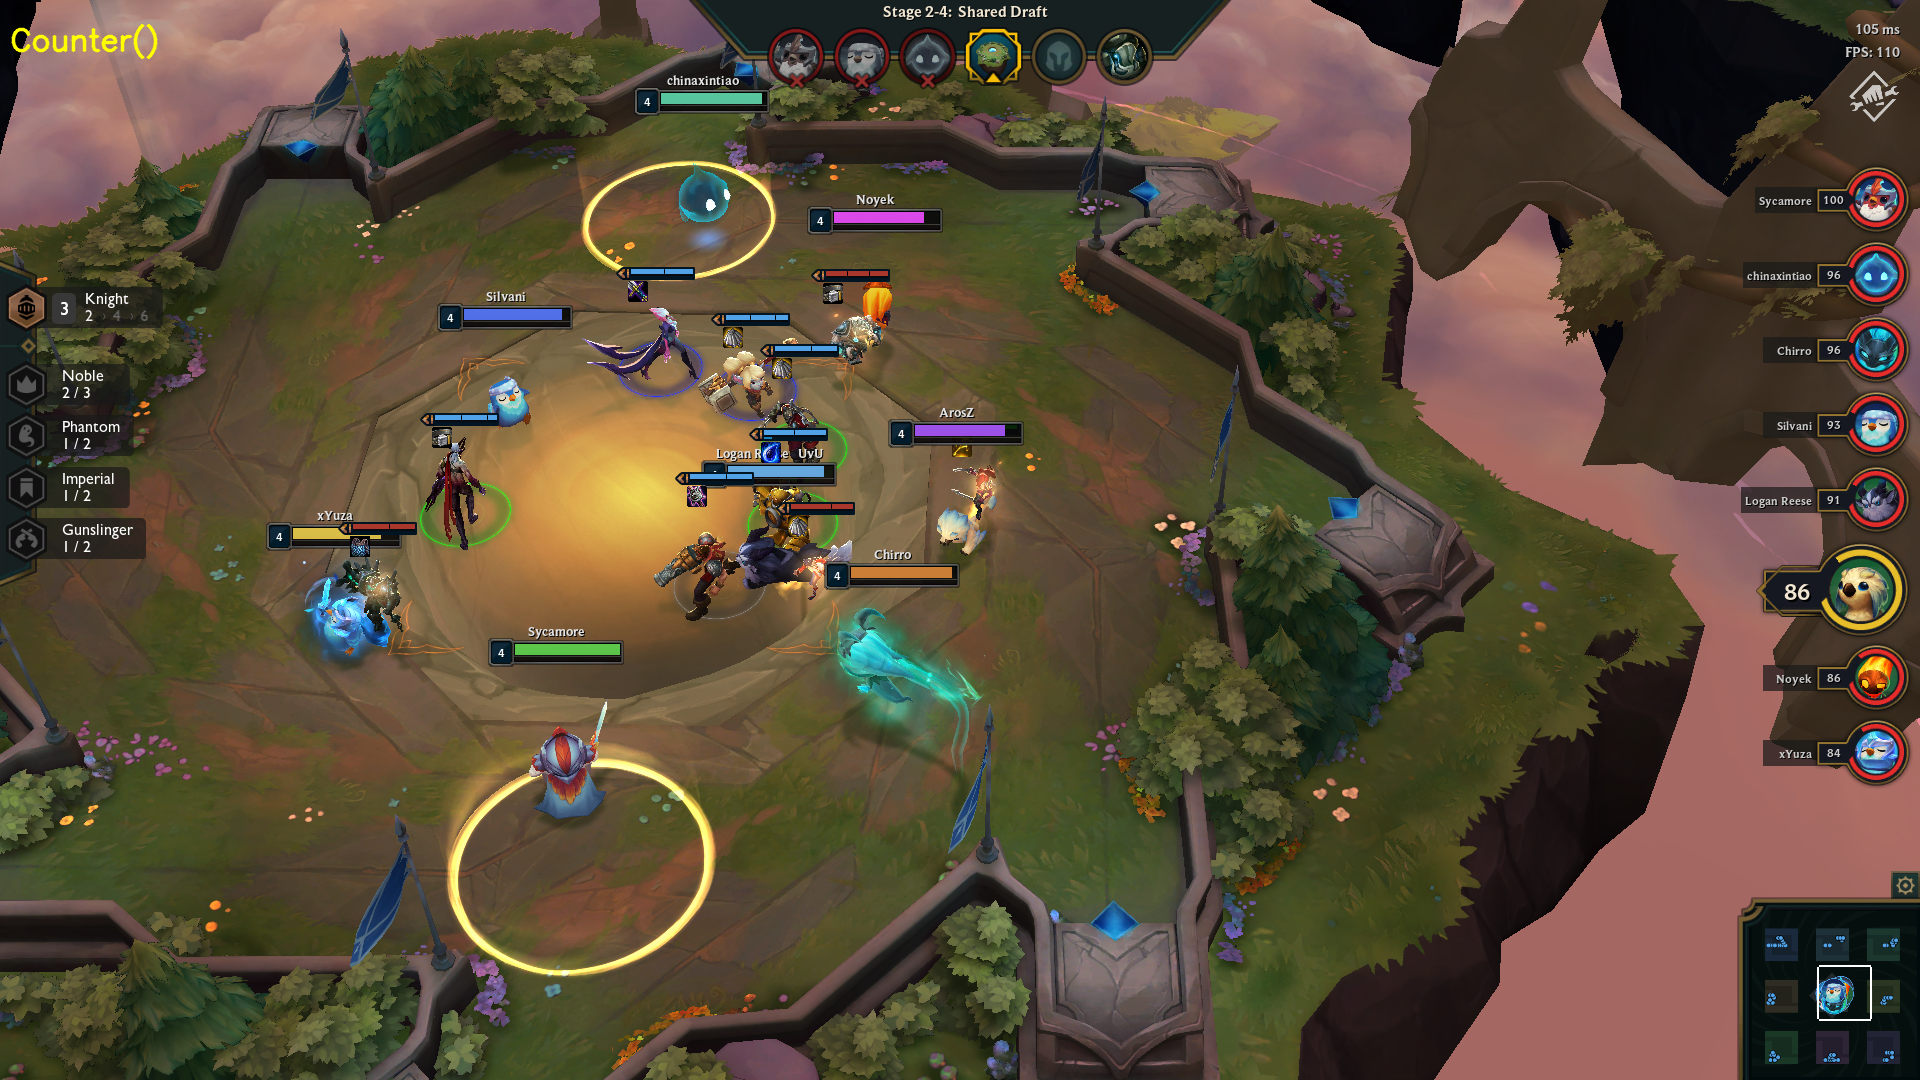 Counter()
Stage 2-4: Shared Draft
105 ms
FPS: 110
chinaxintiao
4
Noyek
4
Silvani
4
ArosZ
4
UvU
xYuza
4
Chirro
4
Sycamore
4
3
Knight
2 › 4 › 6
Noble
2 / 3
Phantom
1 / 2
Imperial
1 / 2
Gunslinger
1 / 2
Sycamore 100
chinaxintiao 96
Chirro 96
Silvani 93
Logan Reese 91
86
Noyek 86
xYuza 84